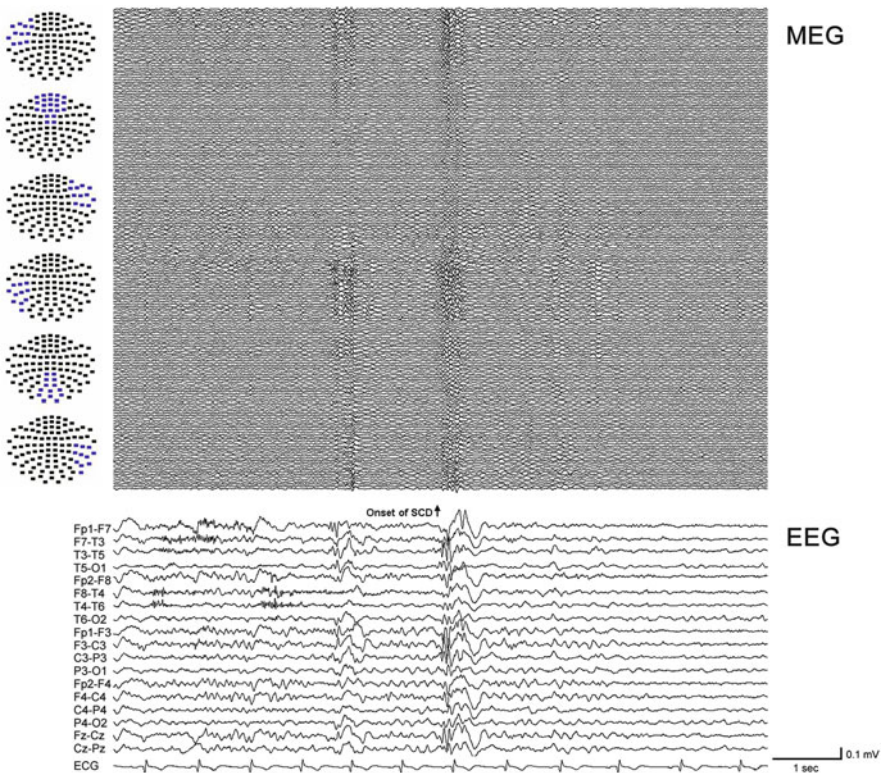 MEG
Onset of SCD
EEG
Fp1-F7
F7-T3
T3-T5
T5-O1
Fp2-F8
F8-T4
T4-T6
T6-O2
Fp1-F3
F3-C3
C3-P3
P3-O1
Fp2-F4
F4-C4
C4-P4
P4-O2
Fz-Cz
Cz-Pz
ECG
0.1 mV
1 sec